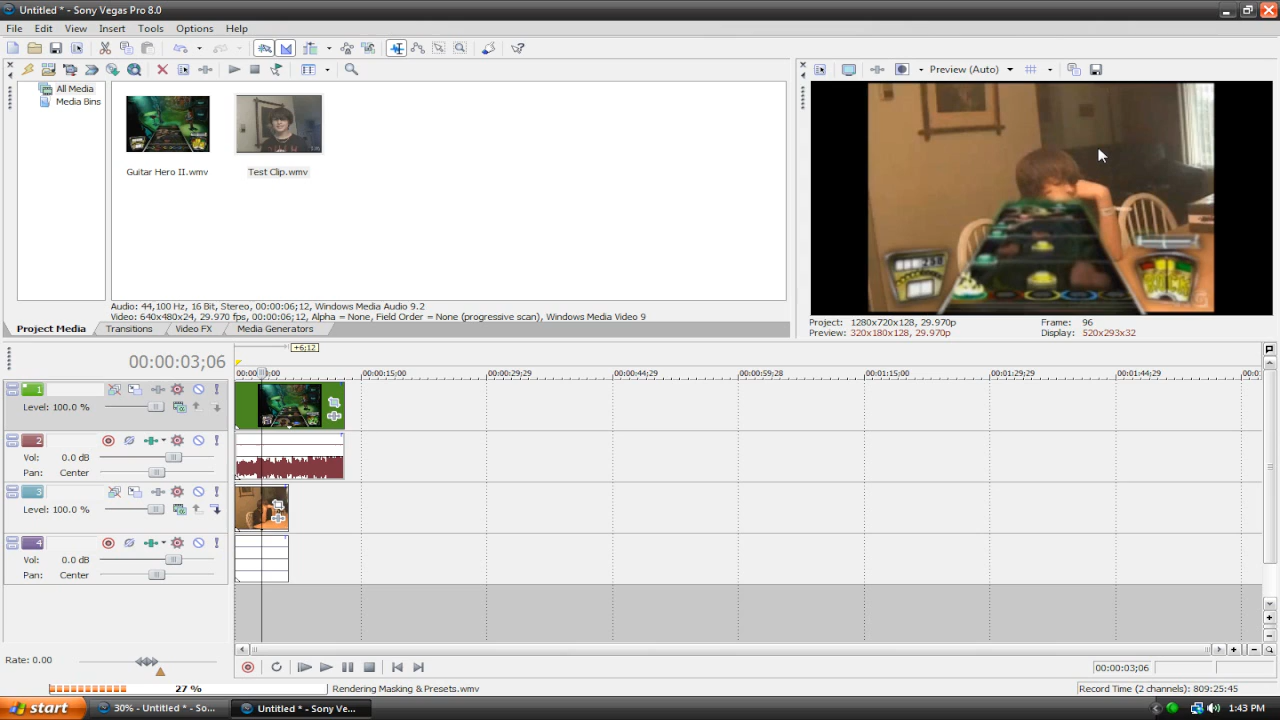 Untitled * - Sony Vegas Pro 8.0
File Edit View Insert Tools Options Help
Preview (Auto)
All Media
Media Bins
Guitar Hero II.wmv
Test Clip.wmv
Audio: 44,100 Hz, 16 Bit, Stereo, 00:00:06;12, Windows Media Audio 9.2
Video: 640x480x24, 29.970 fps, 00:00:06;12, Alpha = None, Field Order = None (progressive scan), Windows Media Video 9
Project Media Transitions Video FX Media Generators
Project: 1280x720x128, 29.970p Frame: 96
Preview: 320x180x128, 29.970p Display: 520x293x32
+6;12
00:00:03;06
00:00:15;00 00:00:29;29 00:00:44;29 00:00:59;28 00:01:15;00 00:01:29;29 00:01:44;29
1
Level: 100.0 %
2
Vol: 0.0 dB
Pan: Center
3
Level: 100.0 %
4
Vol: 0.0 dB
Pan: Center
Rate: 0.00
00:00:03;06
27 % Rendering Masking & Presets.wmv Record Time (2 channels): 809:25:45
start 30% - Untitled * - So... Untitled * - Sony Ve... 1:43 PM